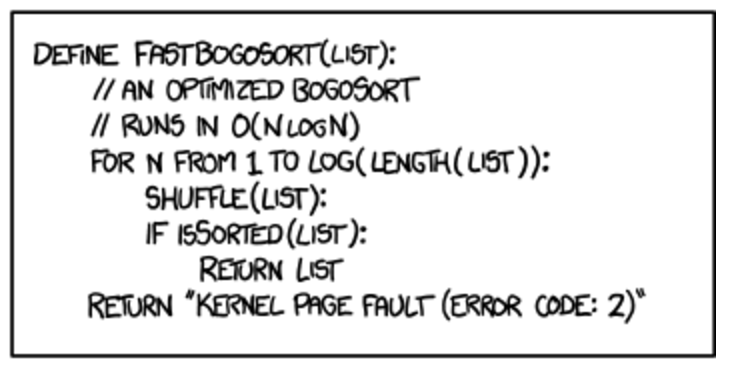 DEFINE FASTBOGOSORT(LIST):
// AN OPTIMIZED BOGOSORT
// RUNS IN O(N LOGN)
FOR N FROM 1 TO LOG(LENGTH(LIST)):
SHUFFLE(LIST):
IF ISSORTED(LIST):
RETURN LIST
RETURN "KERNEL PAGE FAULT (ERROR CODE: 2)"